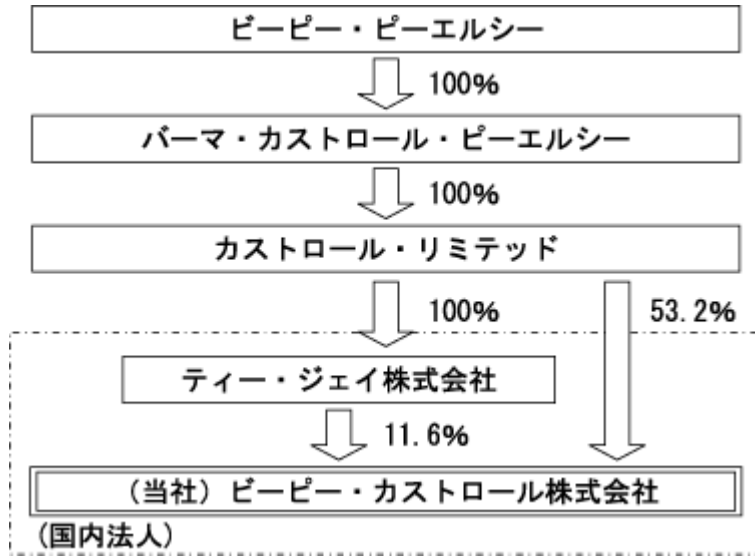 ビーピー・ピーエルシー
100%
バーマ・カストロール・ピーエルシー
100%
カストロール・リミテッド
100%
53.2%
ティー・ジェイ株式会社
11.6%
(当社)ビーピー・カストロール株式会社
(国内法人)